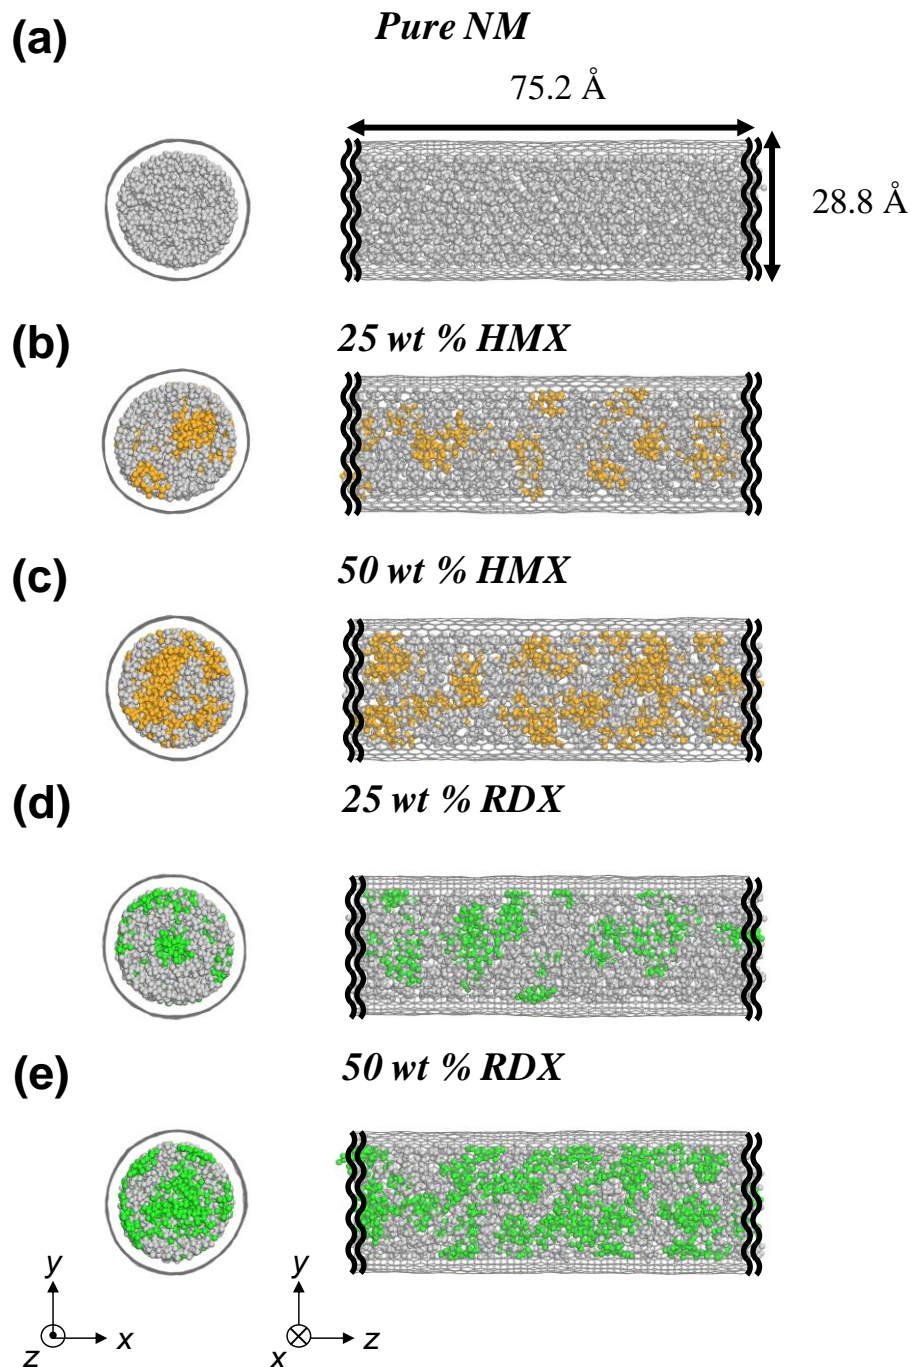 (a)
Pure NM
75.2 Å
28.8 Å
(b)
25 wt % HMX
(c)
50 wt % HMX
(d)
25 wt % RDX
(e)
50 wt % RDX
y
y
z
x
x
z